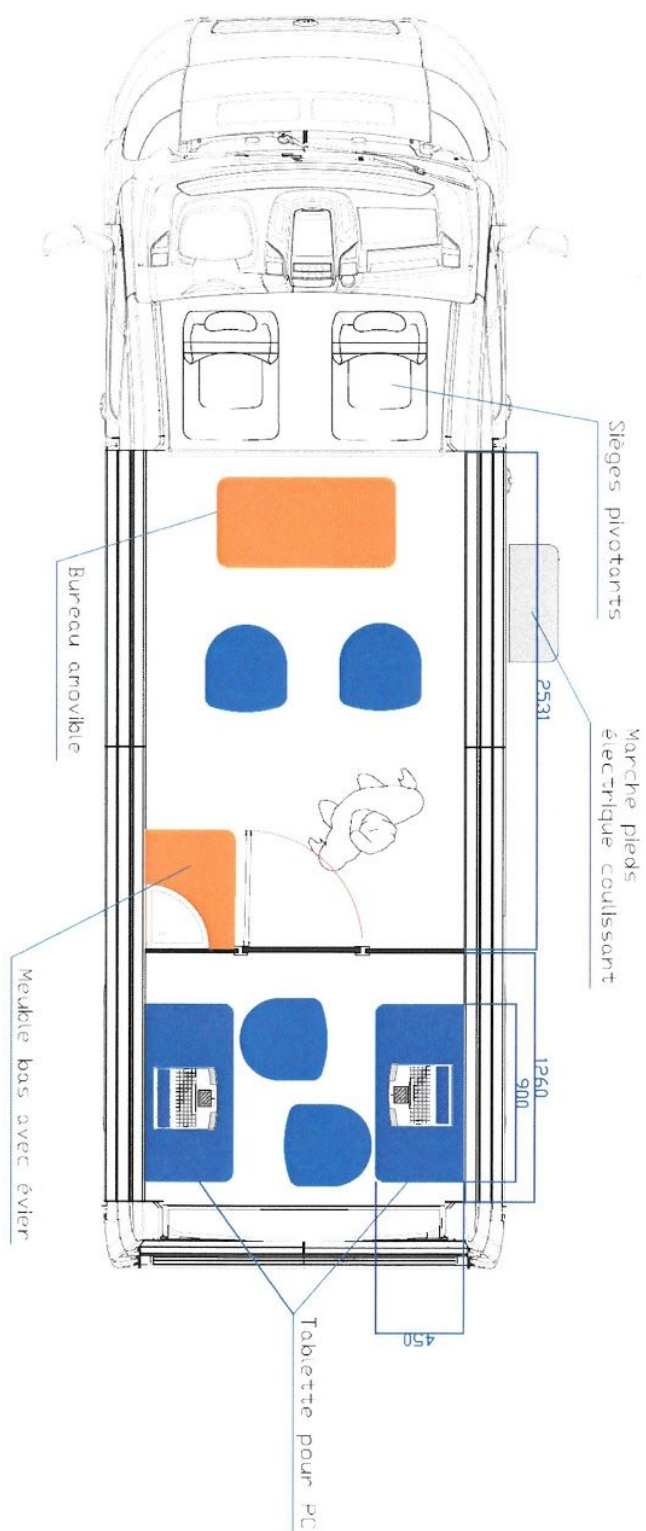 Sièges pivotants
Marche pieds
électrique coulissant
2531
Bureau amovible
Meuble bas avec évier
1260
900
450
Tablette pour PC